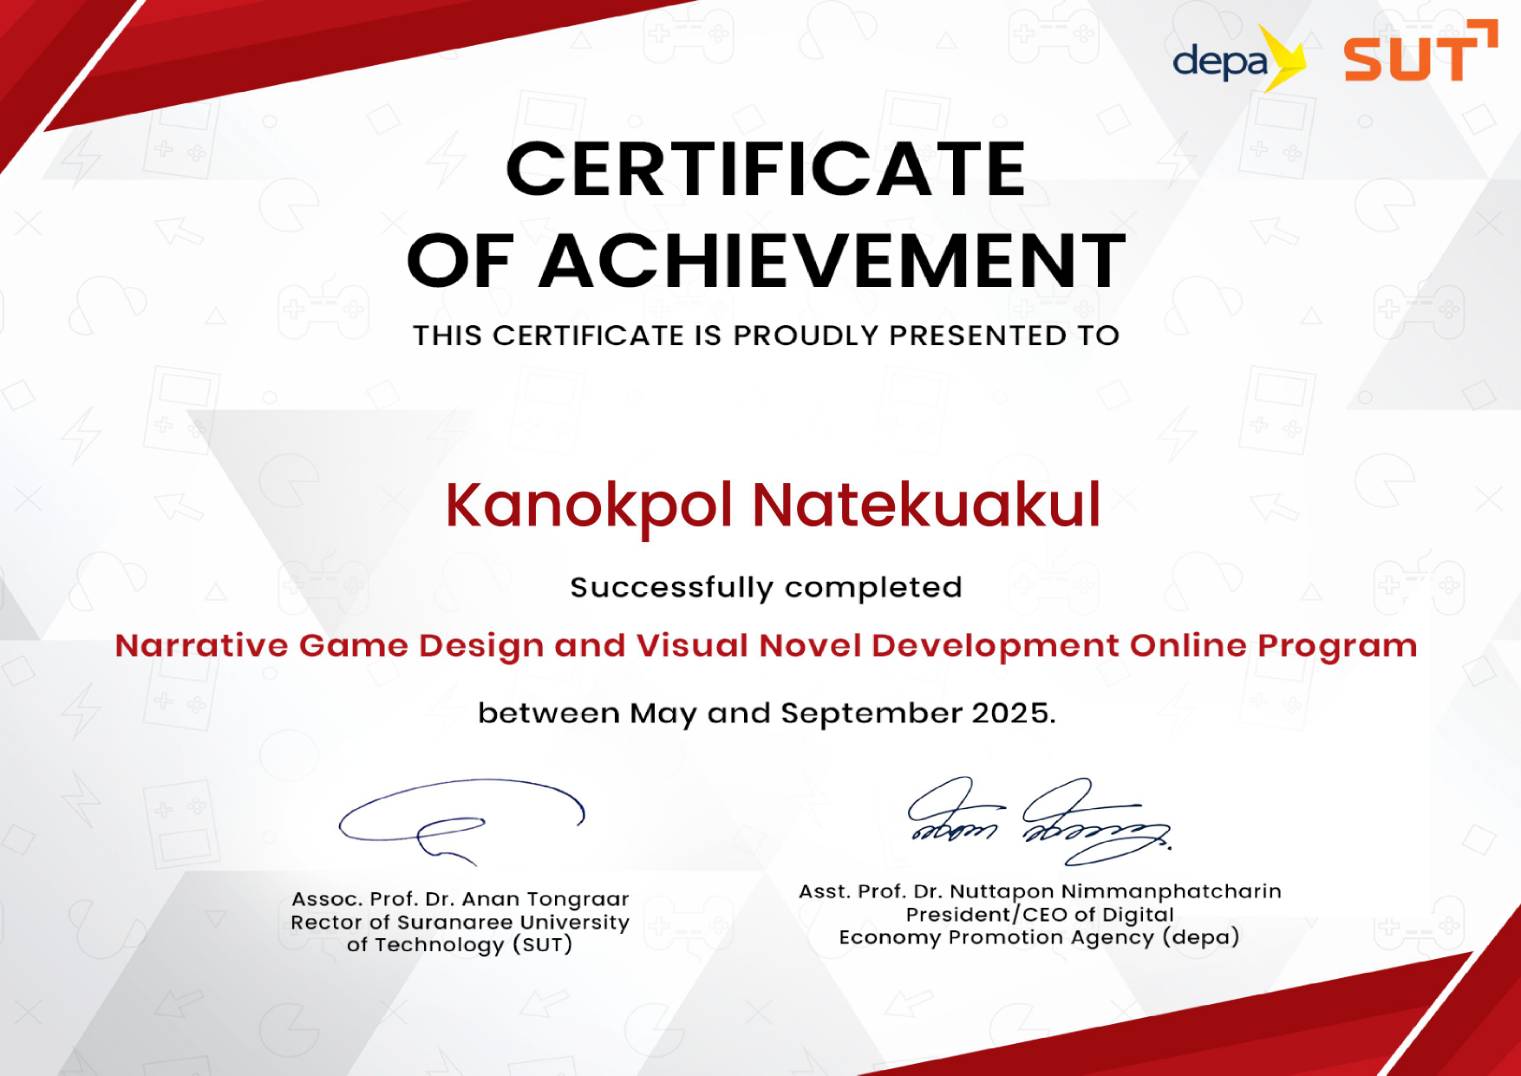 depa SUT
CERTIFICATE
OF ACHIEVEMENT
THIS CERTIFICATE IS PROUDLY PRESENTED TO
Kanokpol Natekuakul
Successfully completed
Narrative Game Design and Visual Novel Development Online Program
between May and September 2025.
Assoc. Prof. Dr. Anan Tongraar
Rector of Suranaree University
of Technology (SUT)
Asst. Prof. Dr. Nuttapon Nimmanphatcharin
President/CEO of Digital
Economy Promotion Agency (depa)